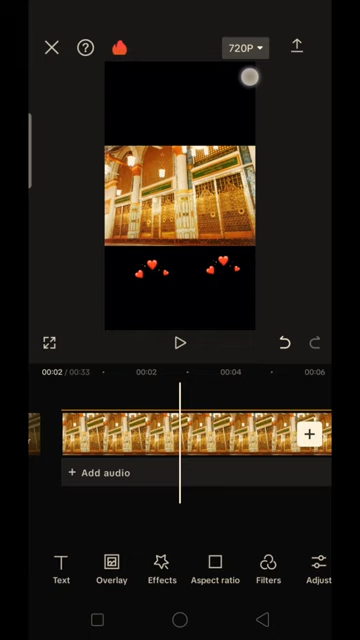 720P
00:02 / 00:33
00:02
00:04
00:06
+ Add audio
Text
Overlay
Effects
Aspect ratio
Filters
Adjust